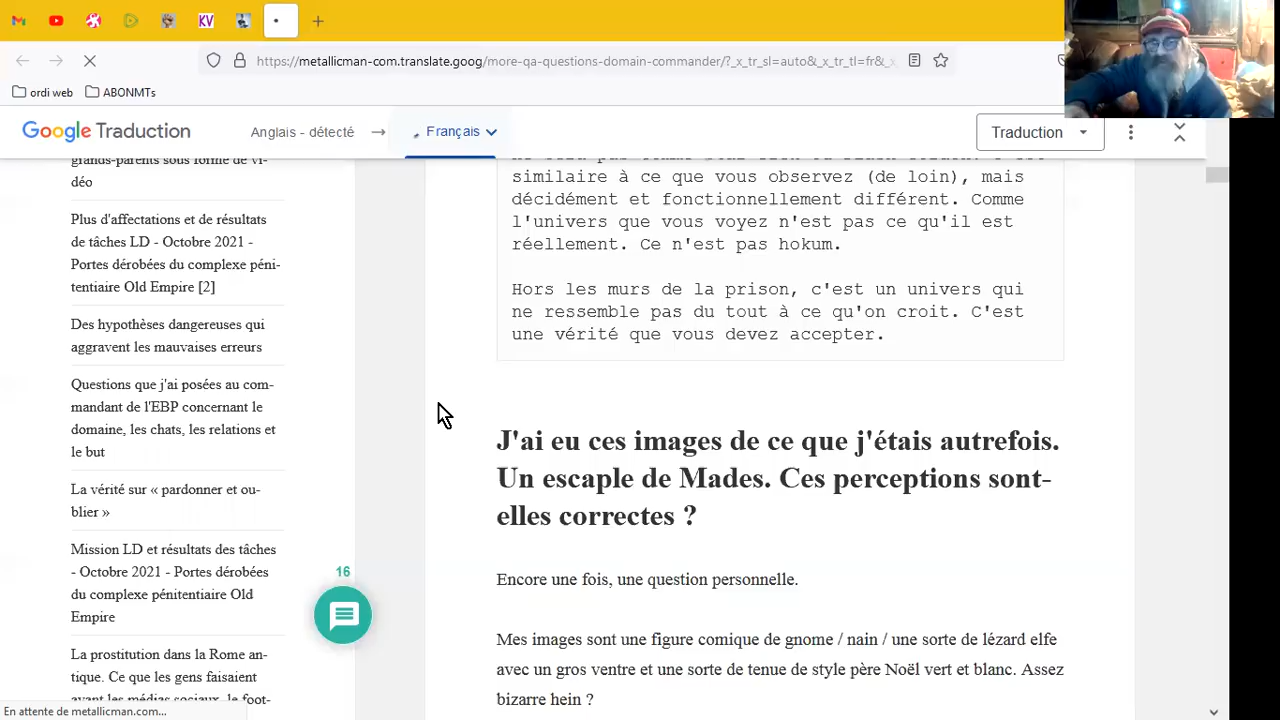 KV
https://metallicman-com.translate.goog/more-qa-questions-domain-commander/?_x_tr_sl=auto&_x_tr_tl=fr&_x
ordi web
ABONMTs
Google Traduction
Anglais - détecté
Français
Traduction
grands-parents sous forme de vi-
déo
Plus d'affectations et de résultats
de tâches LD - Octobre 2021 -
Portes dérobées du complexe péni-
tentiaire Old Empire [2]
Des hypothèses dangereuses qui
aggravent les mauvaises erreurs
Questions que j'ai posées au com-
mandant de l'EBP concernant le
domaine, les chats, les relations et
le but
La vérité sur « pardonner et ou-
blier »
Mission LD et résultats des tâches
- Octobre 2021 - Portes dérobées
du complexe pénitentiaire Old
Empire
La prostitution dans la Rome an-
tique. Ce que les gens faisaient
avant les médias sociaux, le foot-
similaire à ce que vous observez (de loin), mais
décidément et fonctionnellement différent. Comme
l'univers que vous voyez n'est pas ce qu'il est
réellement. Ce n'est pas hokum.
Hors les murs de la prison, c'est un univers qui
ne ressemble pas du tout à ce qu'on croit. C'est
une vérité que vous devez accepter.
J'ai eu ces images de ce que j'étais autrefois.
Un escaple de Mades. Ces perceptions sont-
elles correctes ?
Encore une fois, une question personnelle.
Mes images sont une figure comique de gnome / nain / une sorte de lézard elfe
avec un gros ventre et une sorte de tenue de style père Noël vert et blanc. Assez
bizarre hein ?
16
En attente de metallicman.com...